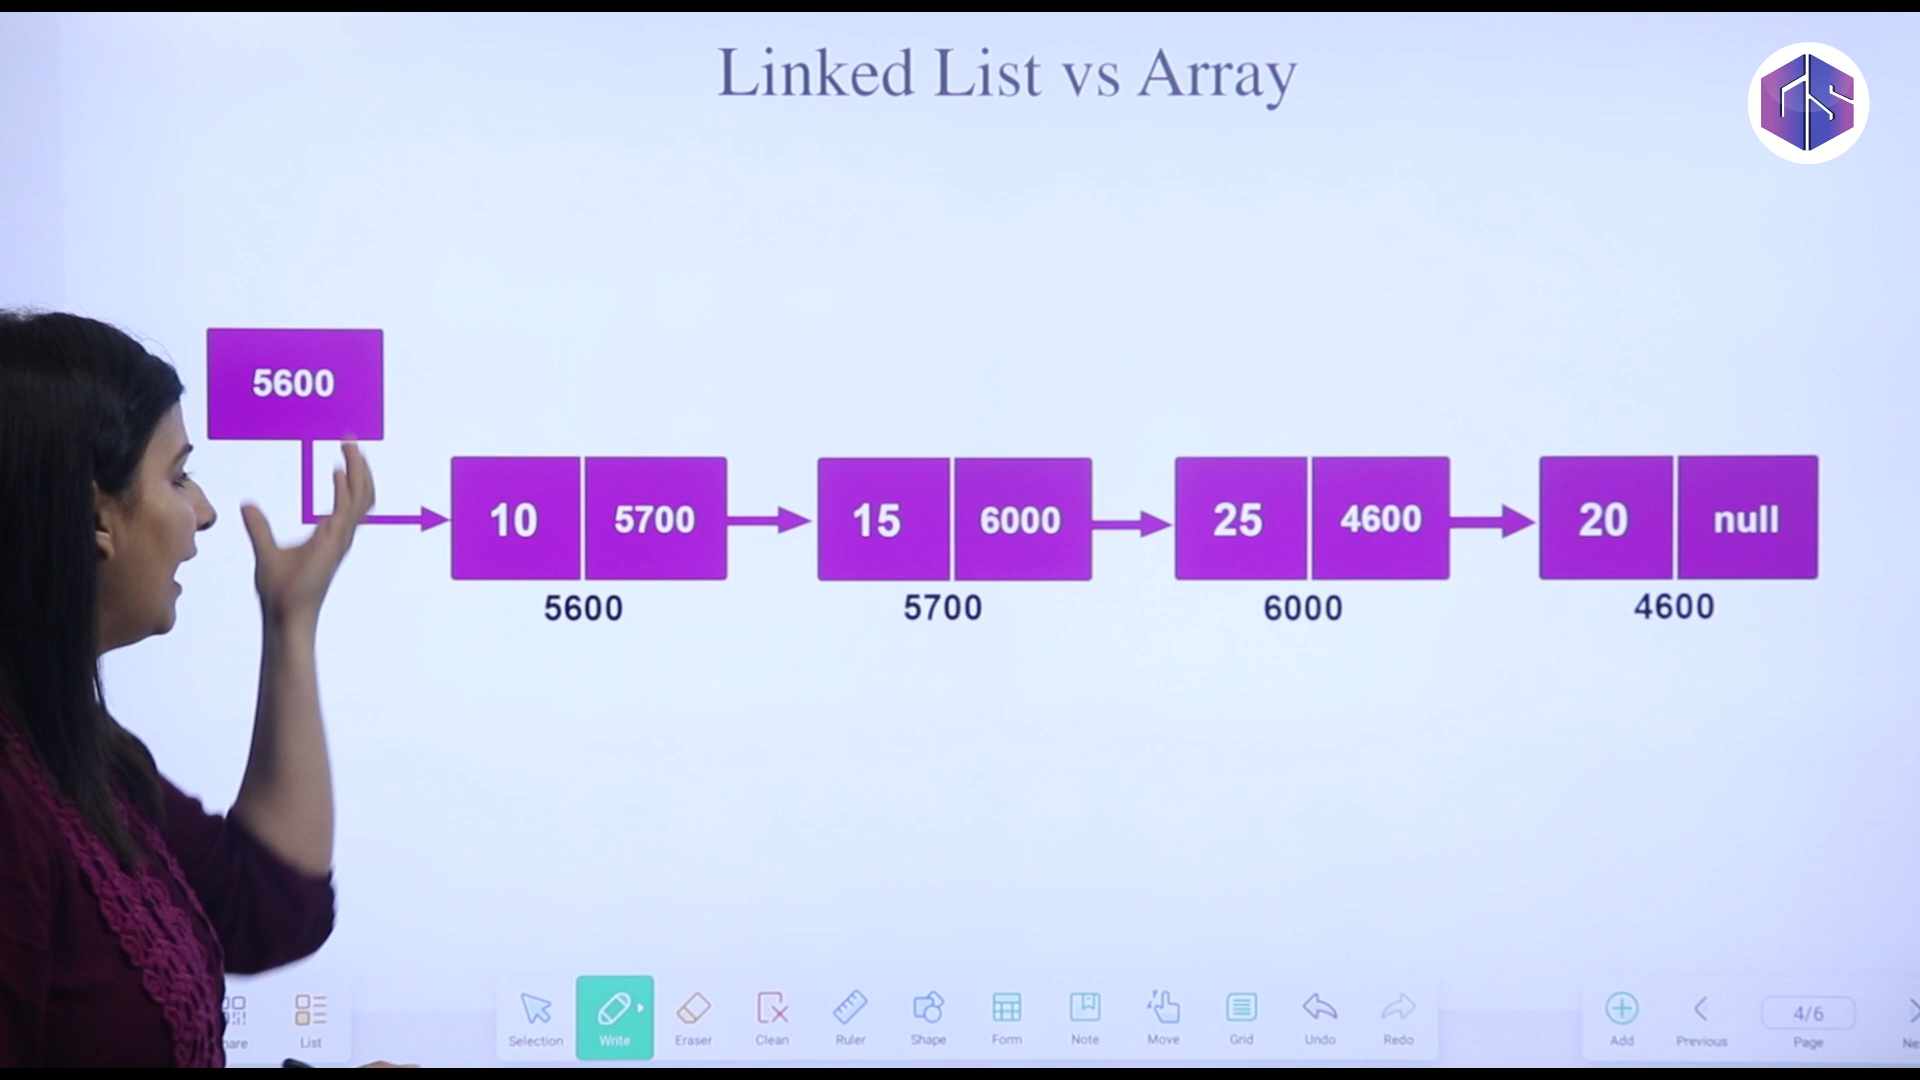 Linked List vs Array
5600
10 5700 15 6000 25 4600 20 null
5600 5700 6000 4600
List Selection Write Eraser Clean Ruler Shape Form Note Move Grid Undo Redo Add Previous 4/6 Page